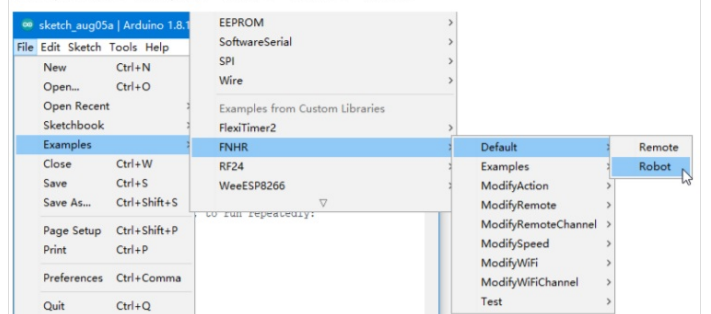 sketch_aug05a | Arduino 1.8.1
File Edit Sketch Tools Help
New Ctrl+N
Open... Ctrl+O
Open Recent
Sketchbook
Examples
Close Ctrl+W
Save Ctrl+S
Save As... Ctrl+Shift+S
Page Setup Ctrl+Shift+P
Print Ctrl+P
Preferences Ctrl+Comma
Quit Ctrl+Q
EEPROM
SoftwareSerial
SPI
Wire
Examples from Custom Libraries
FlexiTimer2
FNHR
RF24
WeeESP8266
to run repeatedly:
Default
Examples
ModifyAction
ModifyRemote
ModifyRemoteChannel
ModifySpeed
ModifyWiFi
ModifyWiFiChannel
Test
Remote
Robot